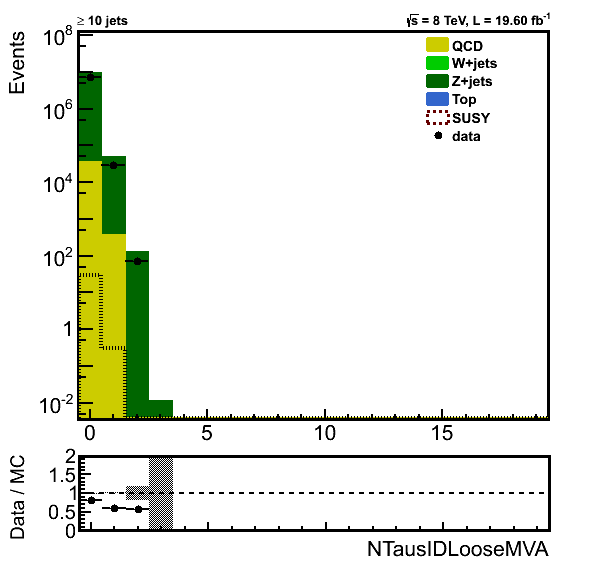 ≥ 10 jets
√s = 8 TeV, L = 19.60 fb⁻¹
Events
10⁸
10⁶
10⁴
10²
1
10⁻²
QCD
W+jets
Z+jets
Top
SUSY
data
0 5 10 15
Data / MC
2
1.5
1
0.5
0
NTausIDLooseMVA